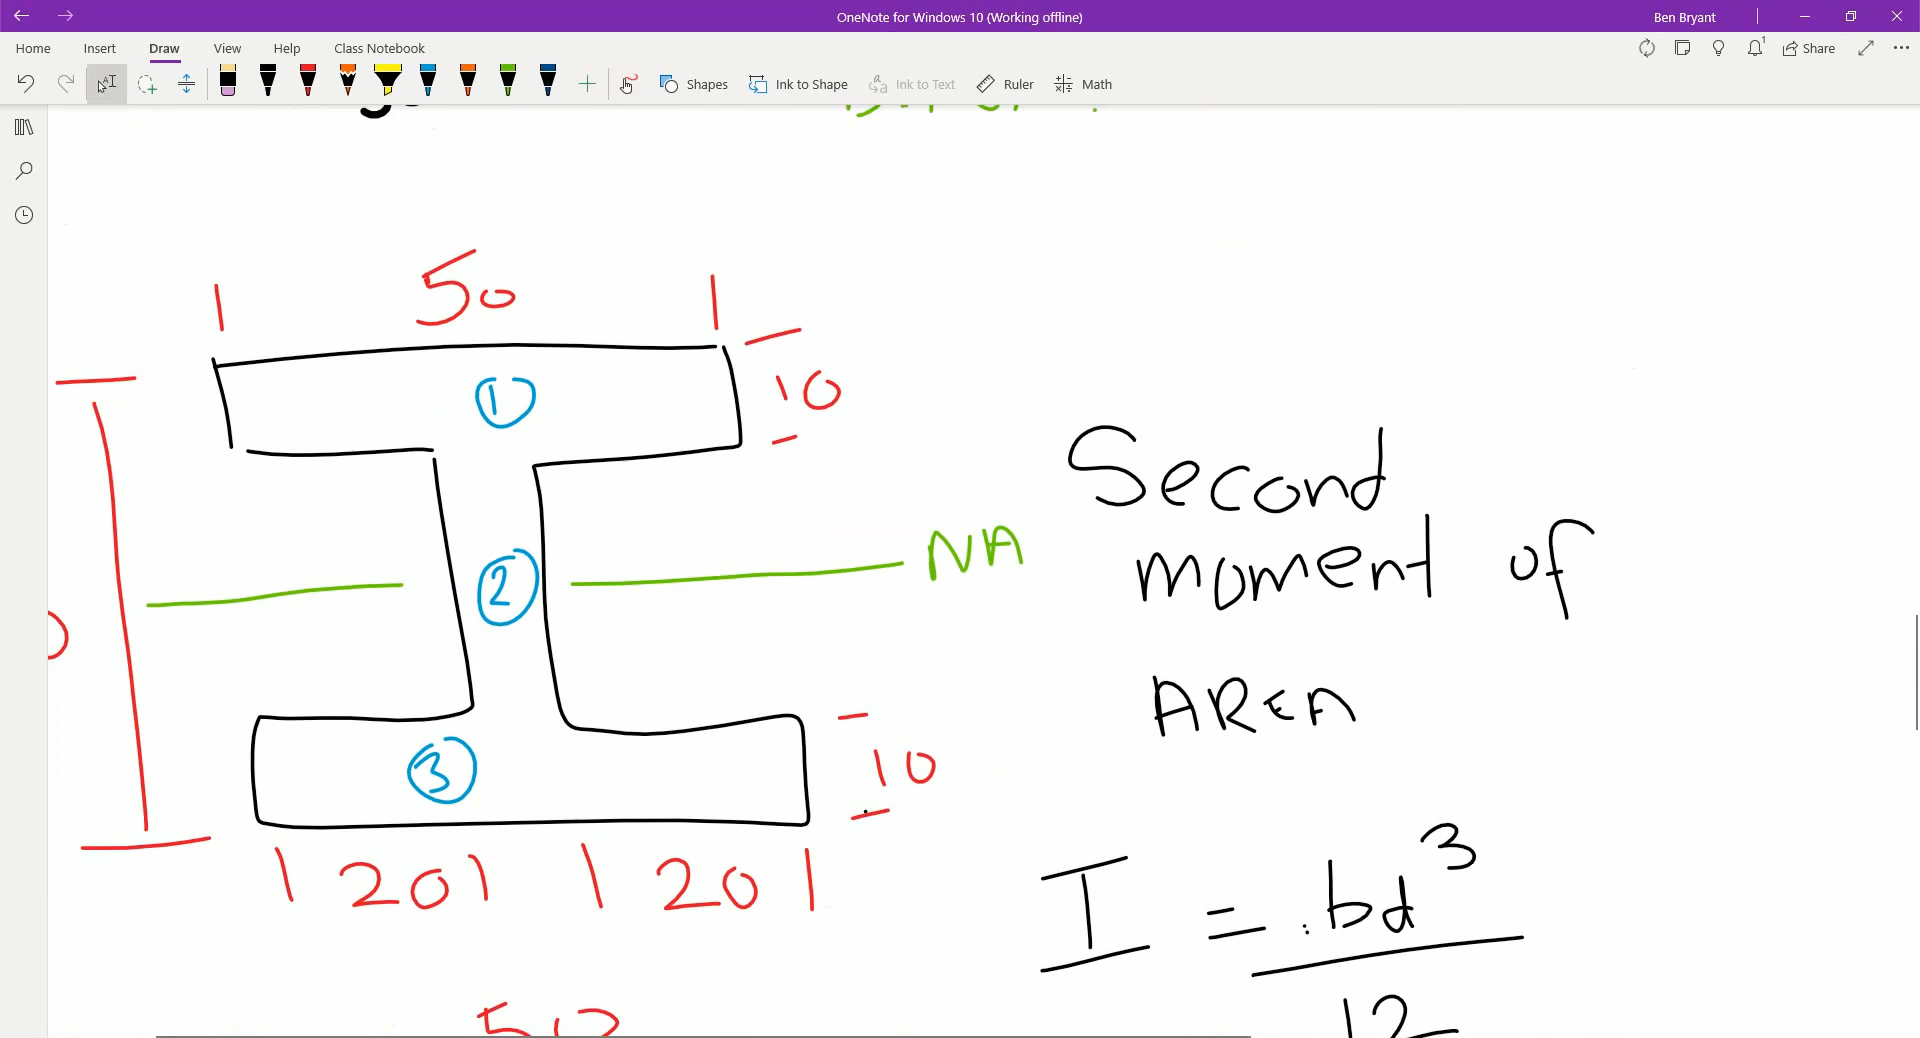 OneNote for Windows 10 (Working offline)
Ben Bryant
Home Insert Draw View Help Class Notebook
Share
Shapes Ink to Shape Ink to Text Ruler Math
50
1
10
NA
2
Second
moment of
AREA
3
10
20 20
I = bd³
12
50